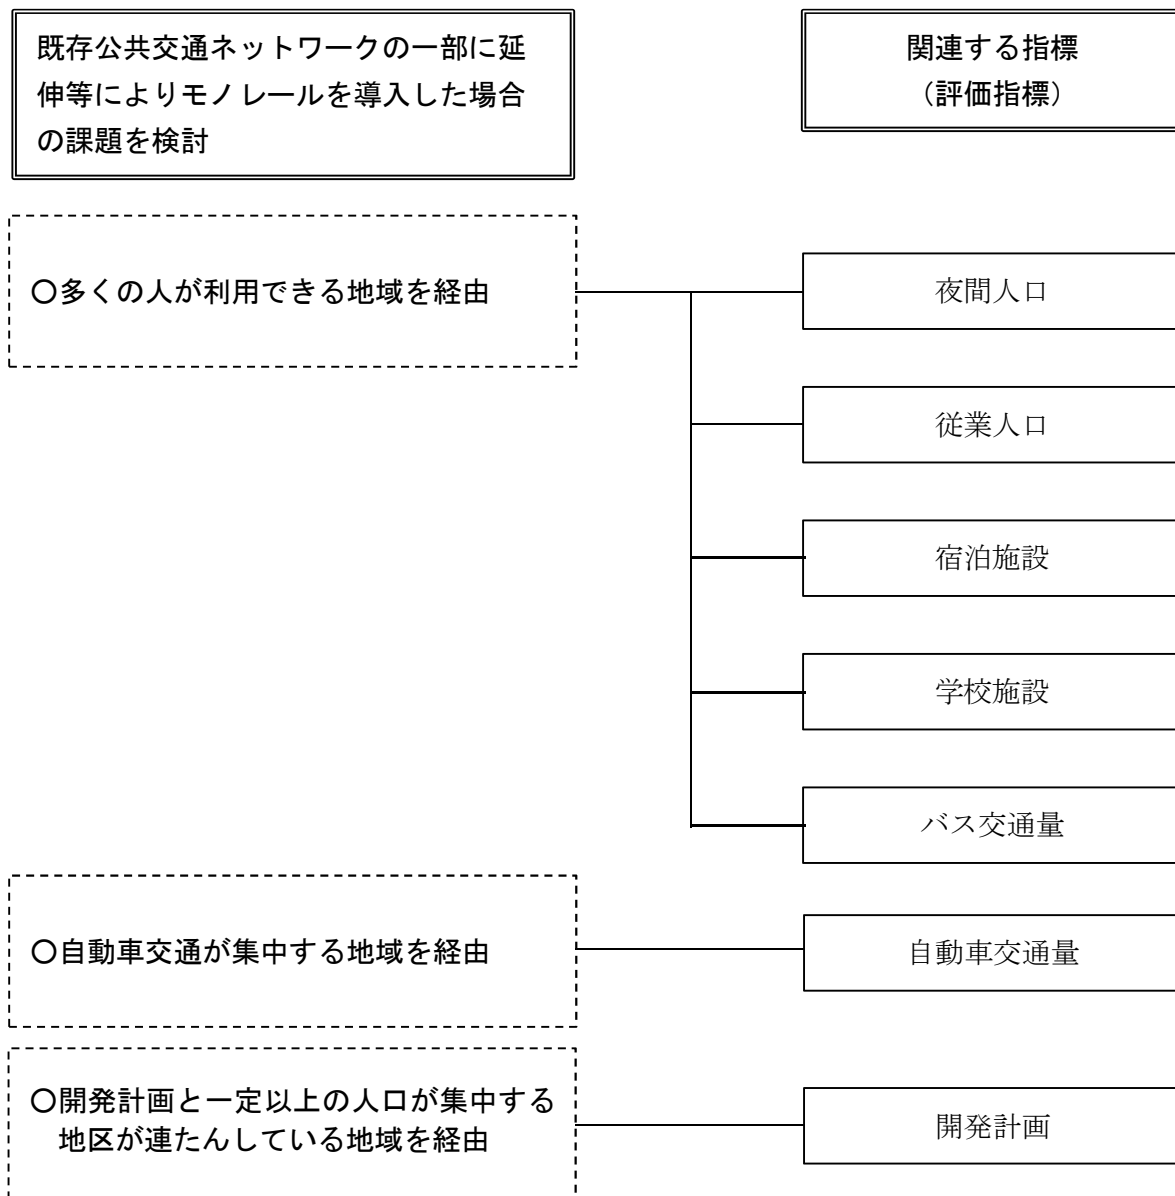 既存公共交通ネットワークの一部に延
伸等によりモノレールを導入した場合
の課題を検討
関連する指標
（評価指標）
〇多くの人が利用できる地域を経由
夜間人口
従業人口
宿泊施設
学校施設
バス交通量
〇自動車交通が集中する地域を経由
自動車交通量
〇開発計画と一定以上の人口が集中する
地区が連たんしている地域を経由
開発計画